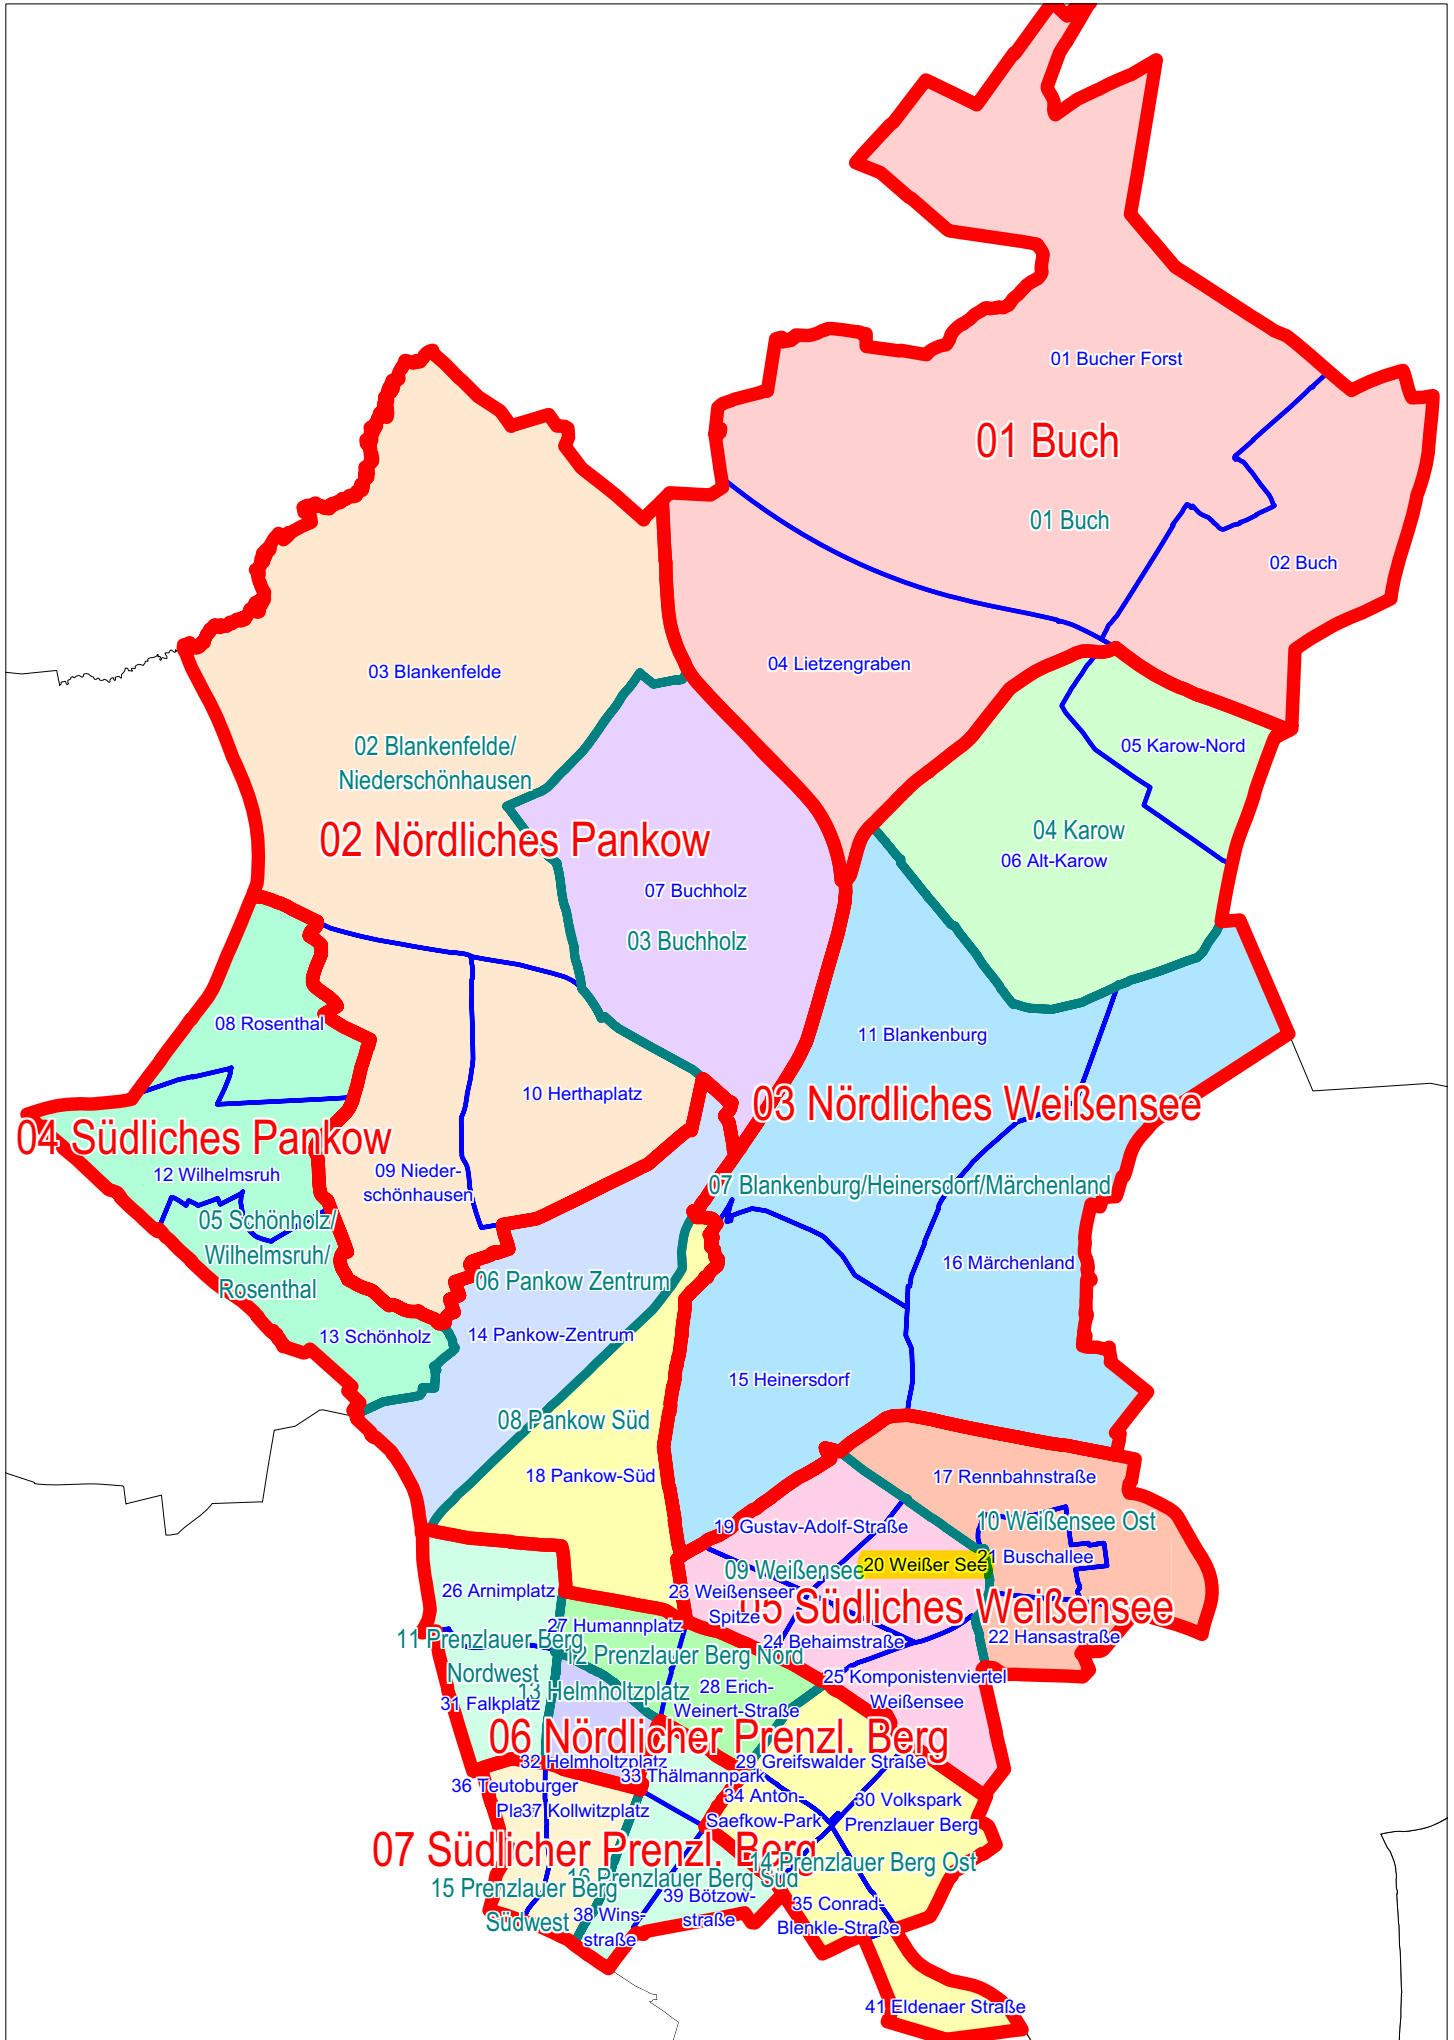 01 Bucher Forst
01 Buch
01 Buch
02 Buch
04 Lietzengraben
03 Blankenfelde
02 Blankenfelde/
Niederschönhausen
02 Nördliches Pankow
05 Karow-Nord
04 Karow
06 Alt-Karow
07 Buchholz
03 Buchholz
08 Rosenthal
11 Blankenburg
10 Herthaplatz
03 Nördliches Weißensee
04 Südliches Pankow
12 Wilhelmsruh
09 Nieder-
schönhausen
07 Blankenburg/Heinersdorf/Märchenland
05 Schönholz/
Wilhelmsruh/
Rosenthal
16 Märchenland
06 Pankow Zentrum
13 Schönholz
14 Pankow-Zentrum
15 Heinersdorf
08 Pankow Süd
18 Pankow-Süd
17 Rennbahnstraße
19 Gustav-Adolf-Straße
10 Weißensee Ost
21 Buschallee
09 Weißensee
20 Weißer See
23 Weißenseer
Spitze
05 Südliches Weißensee
26 Arnimplatz
27 Humannplatz
24 Behaimstraße
22 Hansastraße
11 Prenzlauer Berg
Nordwest
12 Prenzlauer Berg Nord
13 Helmholtzplatz
28 Erich-
Weinert-Straße
25 Komponistenviertel
Weißensee
31 Falkplatz
06 Nördlicher Prenzl. Berg
32 Helmholtzplatz
33 Thälmannpark
29 Greifswalder Straße
36 Teutoburger
Pla
37 Kollwitzplatz
34 Anton-
Saefkow-Park
30 Volkspark
Prenzlauer Berg
07 Südlicher Prenzl. Berg
14 Prenzlauer Berg Ost
16 Prenzlauer Berg Süd
15 Prenzlauer Berg
Südwest
38 Wins-
straße
39 Bötzow-
straße
35 Conrad-
Blenkle-Straße
41 Eldenaer Straße